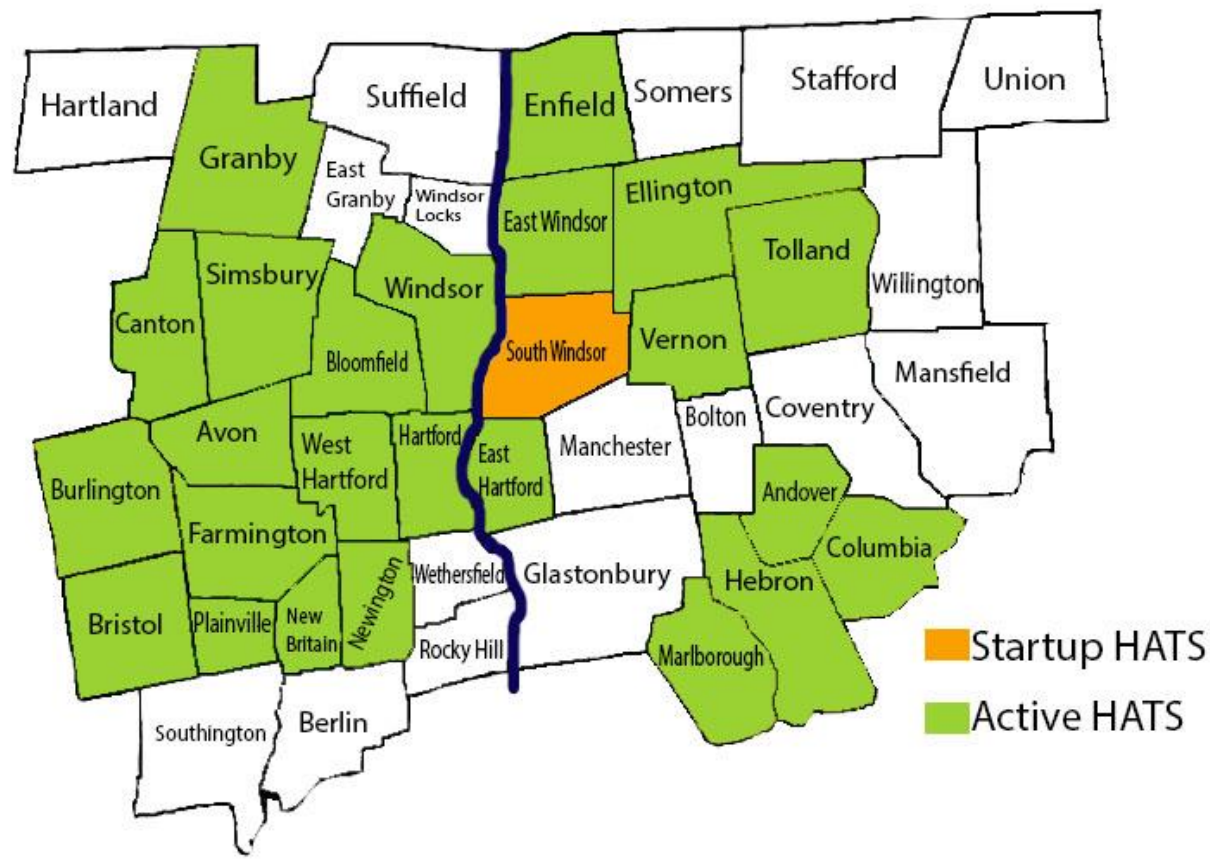 Hartland
Suffield
Enfield
Somers
Stafford
Union
Granby
East
Granby
Windsor
Locks
East Windsor
Ellington
Tolland
Willington
Simsbury
Windsor
Canton
Bloomfield
South Windsor
Vernon
Mansfield
Avon
West
Hartford
Hartford
East
Hartford
Manchester
Bolton
Coventry
Burlington
Farmington
Andover
Columbia
Bristol
Plainville
New
Britain
Newington
Wethersfield
Glastonbury
Hebron
Rocky Hill
Marlborough
Southington
Berlin
Startup HATS
Active HATS